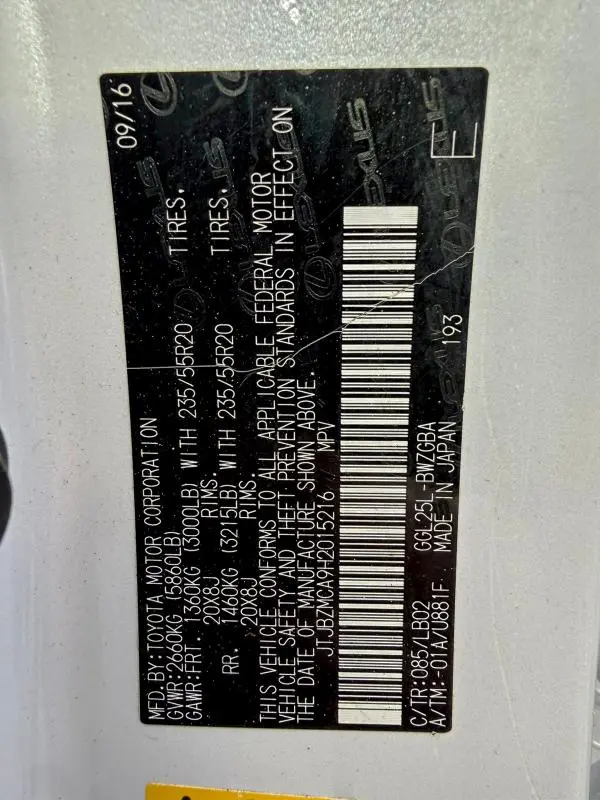 MFD.BY:TOYOTA MOTOR CORPORATION 09/16
GVWR:2660KG (5860LB)
GAWR:FRT. 1360KG (3000LB) WITH 235/55R20 TIRES.
20X8J RIMS.
RR. 1460KG (3215LB) WITH 235/55R20 TIRES.
20X8J RIMS.
THIS VEHICLE CONFORMS TO ALL APPLICABLE FEDERAL MOTOR
VEHICLE SAFETY AND THEFT PREVENTION STANDARDS IN EFFECT ON
THE DATE OF MANUFACTURE SHOWN ABOVE.
JTJBZMCA9H2015216 MPV
C/TR:085/LB02 GGL25L-BWZGBA 193 E
A/TM:-01A/U881F MADE IN JAPAN
LEXUS